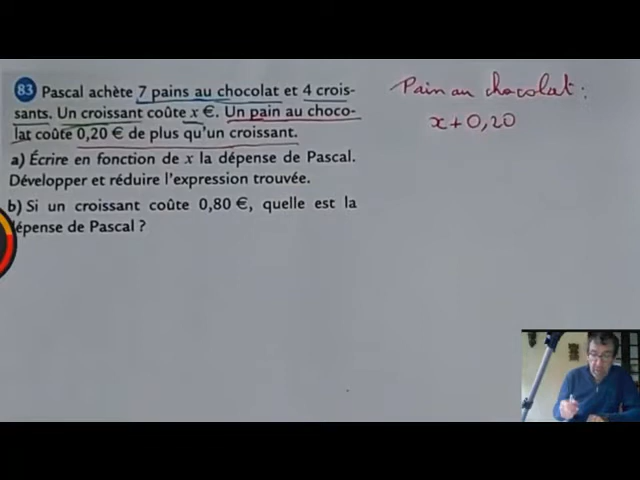 83 Pascal achète 7 pains au chocolat et 4 crois-
sants. Un croissant coûte x €. Un pain au choco-
lat coûte 0,20 € de plus qu'un croissant.
a) Écrire en fonction de x la dépense de Pascal.
Développer et réduire l'expression trouvée.
b) Si un croissant coûte 0,80 €, quelle est la
dépense de Pascal ?
Pain au chocolat :
x + 0,20